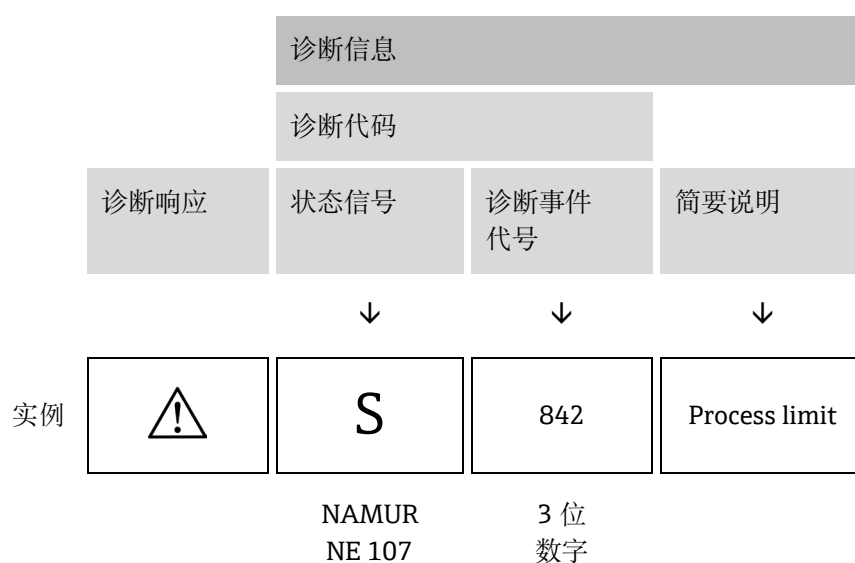 诊断信息
诊断代码
诊断响应
状态信号
诊断事件
代号
简要说明
实例
S
842
Process limit
NAMUR
NE 107
3 位
数字